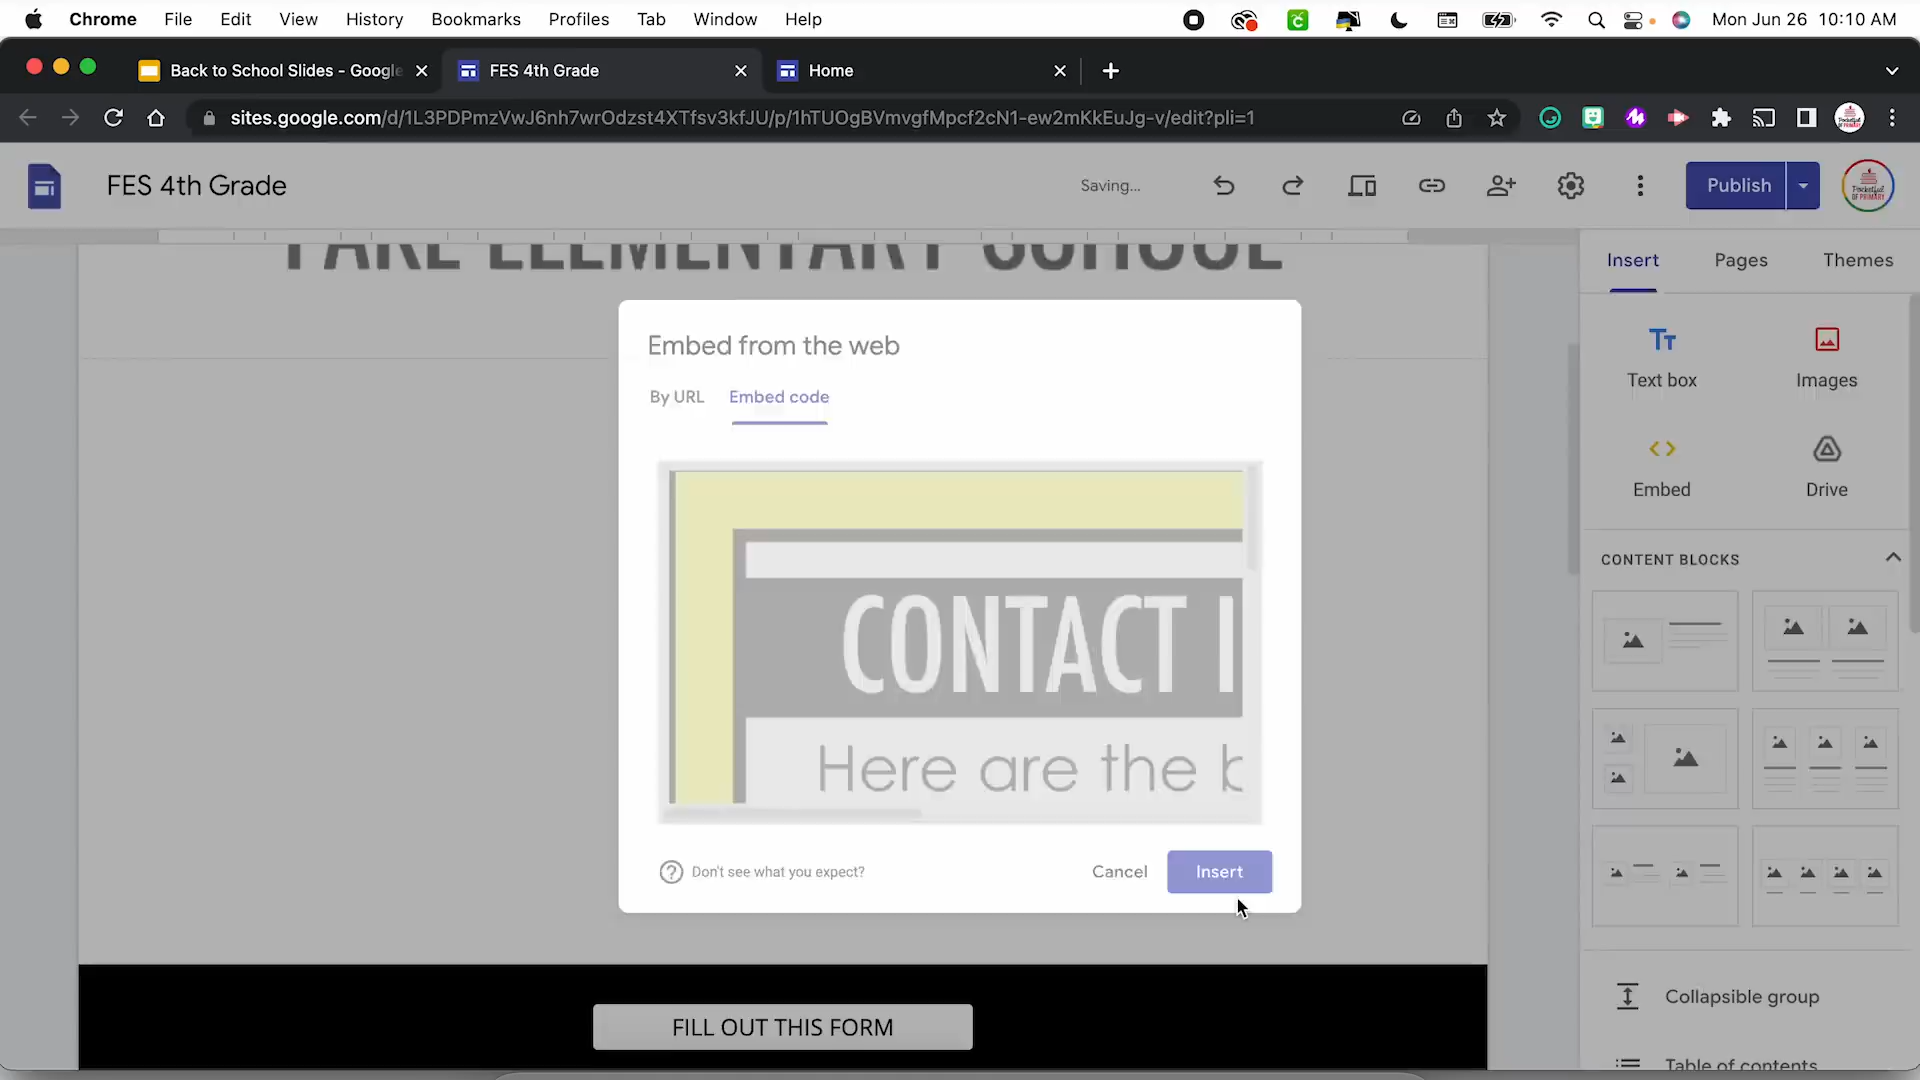 Chrome File Edit View History Bookmarks Profiles Tab Window Help Mon Jun 26 10:10 AM
Back to School Slides - Google FES 4th Grade Home
sites.google.com/d/1L3PDPmzVwJ6nh7wrOdzst4XTfsv3kfJU/p/1hTUOgBVmvgfMpcf2cN1-ew2mKkEuJg-v/edit?pli=1
FES 4th Grade Saving... Publish
FAKE ELEMENTARY SCHOOL
Insert Pages Themes
Embed from the web
By URL Embed code
Text box Images
Embed Drive
CONTENT BLOCKS
CONTACT I
Here are the b
Don't see what you expect? Cancel Insert
Collapsible group
FILL OUT THIS FORM
Table of contents